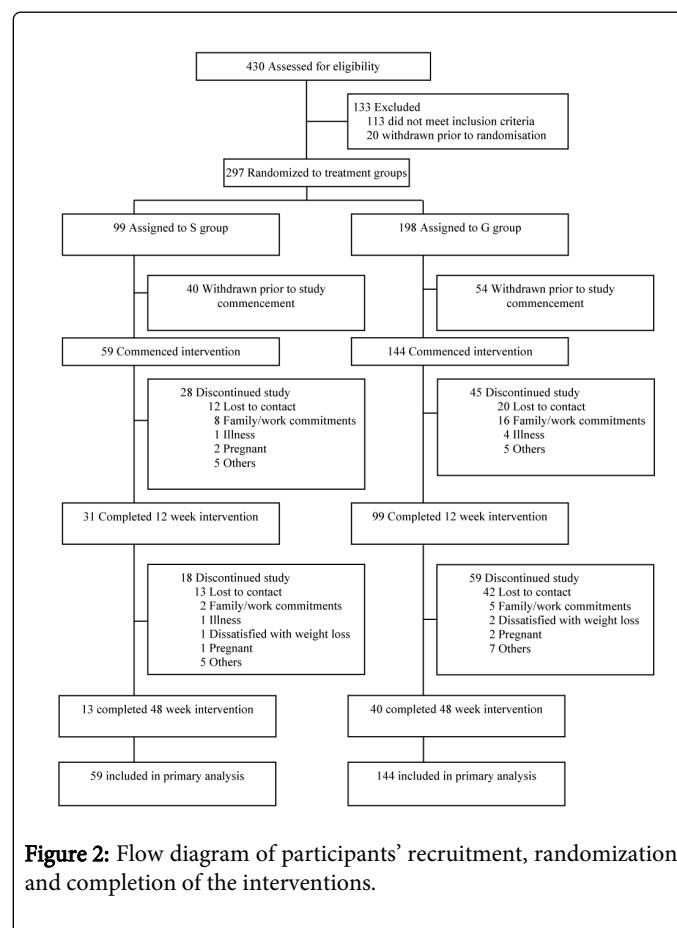 430 Assessed for eligibility
133 Excluded
113 did not meet inclusion criteria
20 withdrawn prior to randomisation
297 Randomized to treatment groups
99 Assigned to S group
198 Assigned to G group
40 Withdrawn prior to study
commencement
54 Withdrawn prior to study
commencement
59 Commenced intervention
144 Commenced intervention
28 Discontinued study
12 Lost to contact
8 Family/work commitments
1 Illness
2 Pregnant
5 Others
45 Discontinued study
20 Lost to contact
16 Family/work commitments
4 Illness
5 Others
31 Completed 12 week intervention
99 Completed 12 week intervention
18 Discontinued study
13 Lost to contact
2 Family/work commitments
1 Illness
1 Dissatisfied with weight loss
1 Pregnant
5 Others
59 Discontinued study
42 Lost to contact
5 Family/work commitments
2 Dissatisfied with weight loss
2 Pregnant
7 Others
13 completed 48 week intervention
40 completed 48 week intervention
59 included in primary analysis
144 included in primary analysis
Figure 2: Flow diagram of participants’ recruitment, randomization
and completion of the interventions.